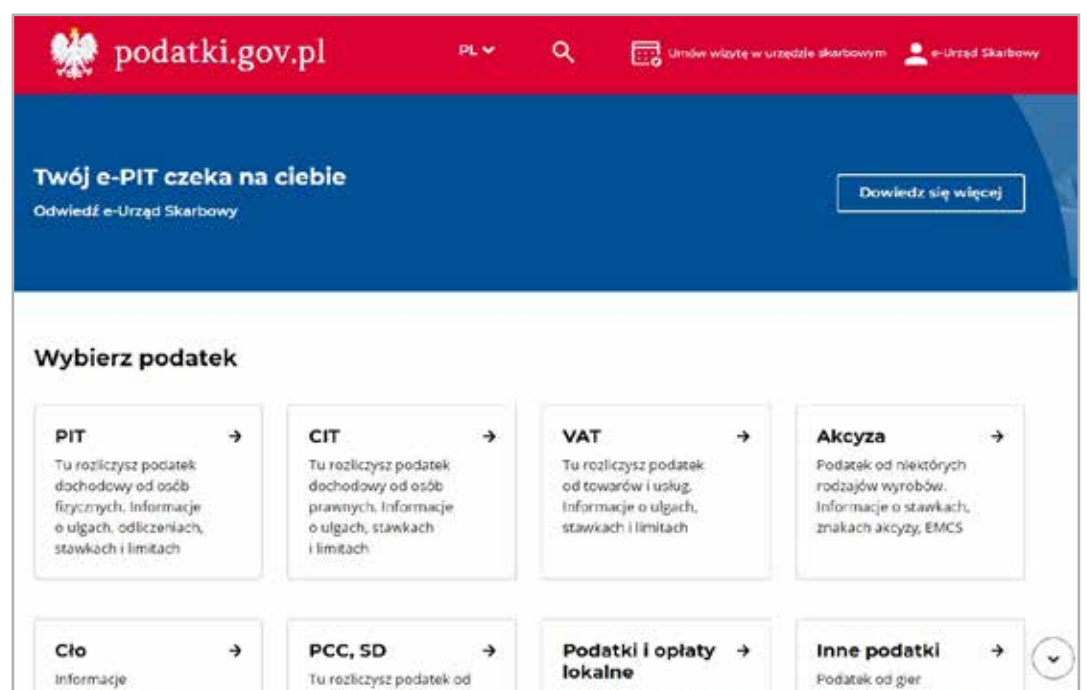 podatki.gov.pl
PL
Umów wizytę w urzędzie skarbowym
e-Urząd Skarbowy
Twój e-PIT czeka na ciebie
Odwiedź e-Urząd Skarbowy
Dowiedz się więcej
Wybierz podatek
PIT
Tu rozliczysz podatek
dochodowy od osób
fizycznych. Informacje
o ulgach, odliczeniach,
stawkach i limitach
CIT
Tu rozliczysz podatek
dochodowy od osób
prawnych. Informacje
o ulgach, stawkach
i limitach
VAT
Tu rozliczysz podatek
od towarów i usług.
Informacje o ulgach,
stawkach i limitach
Akcyza
Podatek od niektórych
rodzajów wyrobów.
Informacje o stawkach,
znakach akcyzy, EMCS
Cło
Informacje
PCC, SD
Tu rozliczysz podatek od
Podatki i opłaty
lokalne
Inne podatki
Podatek od gier